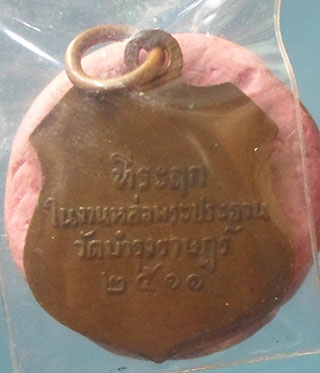 ที่ระฤก
ในงานหล่อพระประธาน
วัดบำรุงราษฎร์
๒๕๑๑